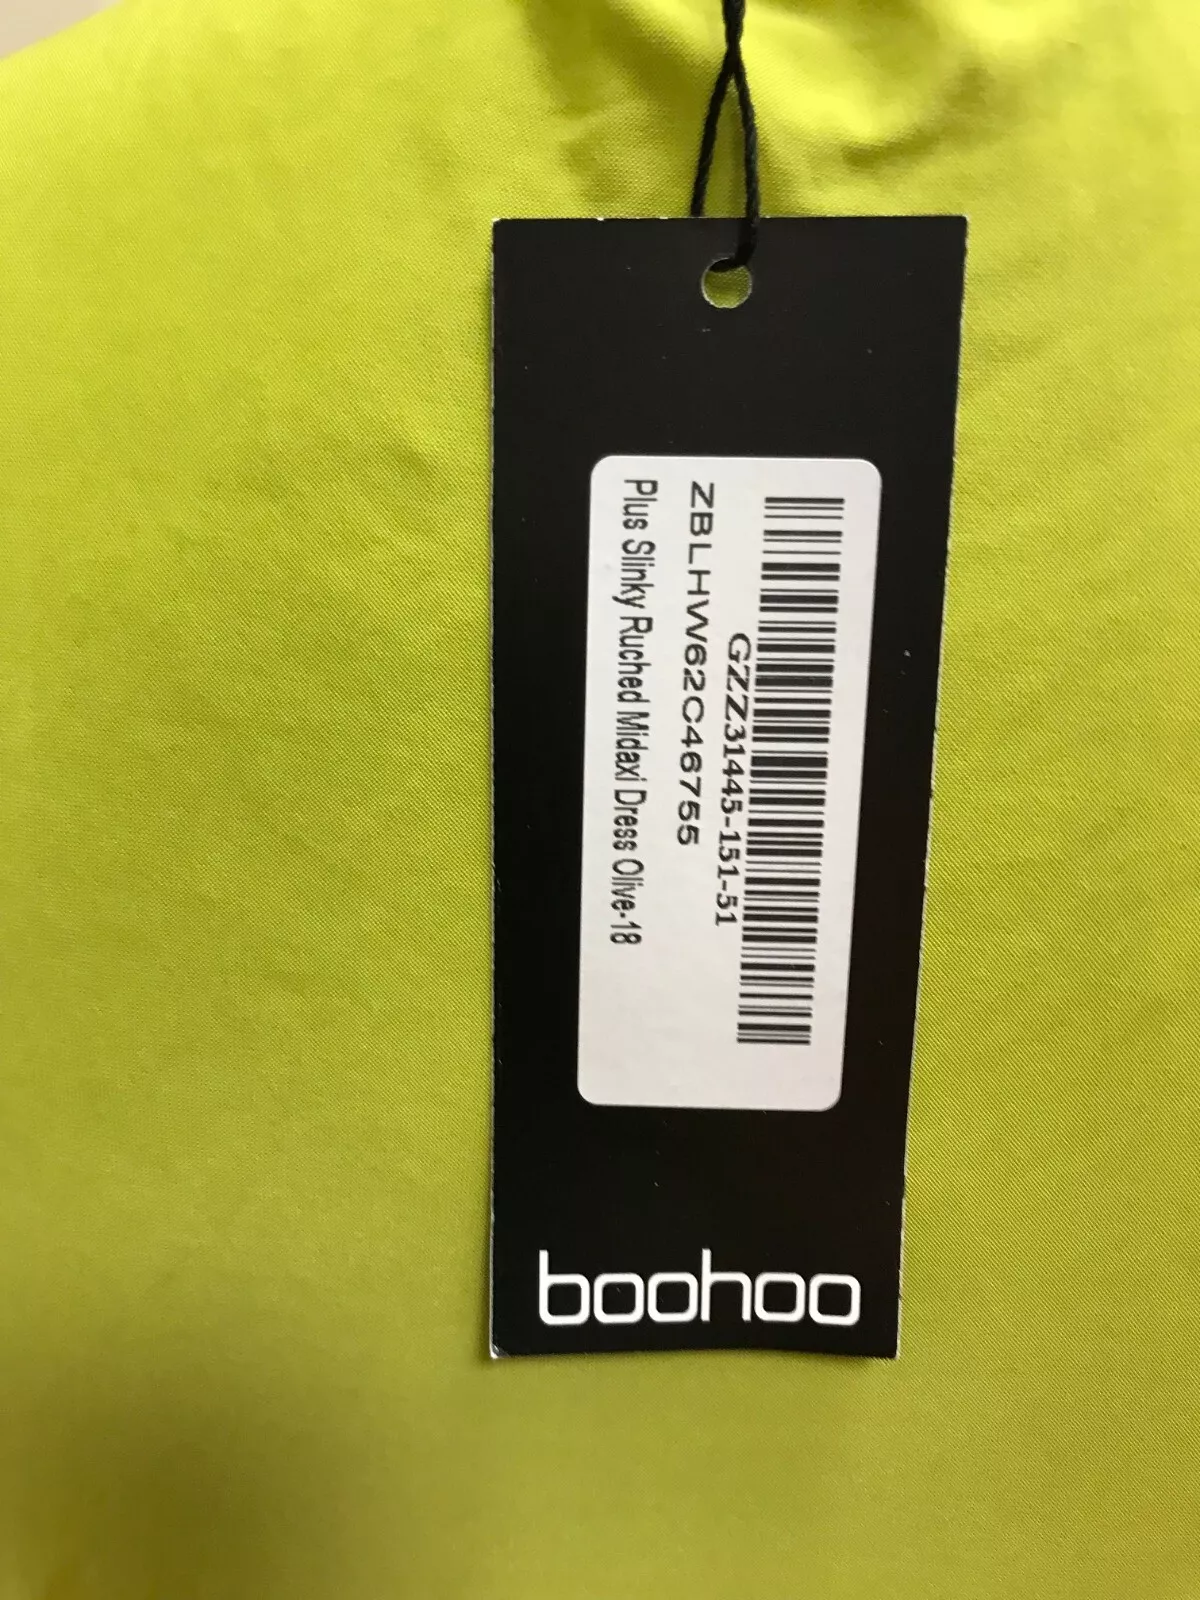 GZZ31445-151-51
ZBLHW62C46755
Plus Slinky Ruched Midaxi Dress Olive-18
boohoo